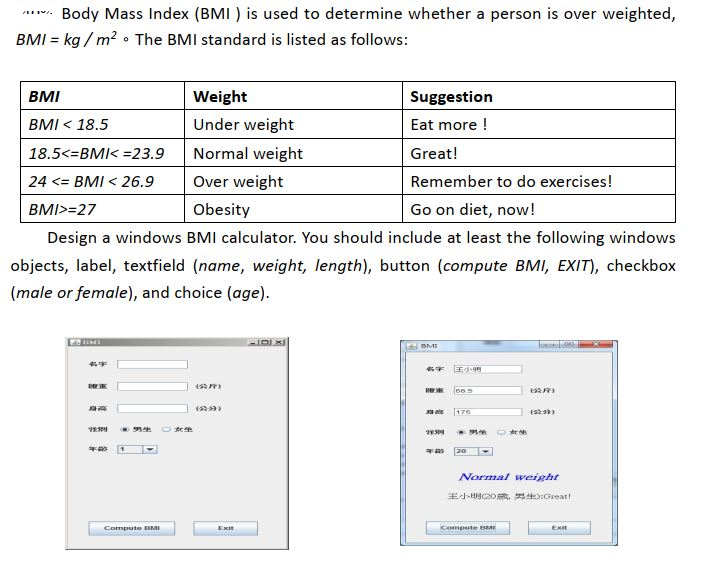 Body Mass Index (BMI ) is used to determine whether a person is over weighted,
BMI = kg / m² 。 The BMI standard is listed as follows:
BMI Weight Suggestion
BMI < 18.5 Under weight Eat more !
18.5<=BMI< =23.9 Normal weight Great!
24 <= BMI < 26.9 Over weight Remember to do exercises!
BMI>=27 Obesity Go on diet, now!
Design a windows BMI calculator. You should include at least the following windows
objects, label, textfield (name, weight, length), button (compute BMI, EXIT), checkbox
(male or female), and choice (age).
BMI
名字
體重 (公斤)
身高 (公分)
性別 男生 女生
年齡 1
Compute BMI Exit
BMI
名字 王小明
體重 68.5 (公斤)
身高 175 (公分)
性別 男生 女生
年齡 20
Normal weight
王小明(20歲, 男生):Great!
Compute BMI Exit